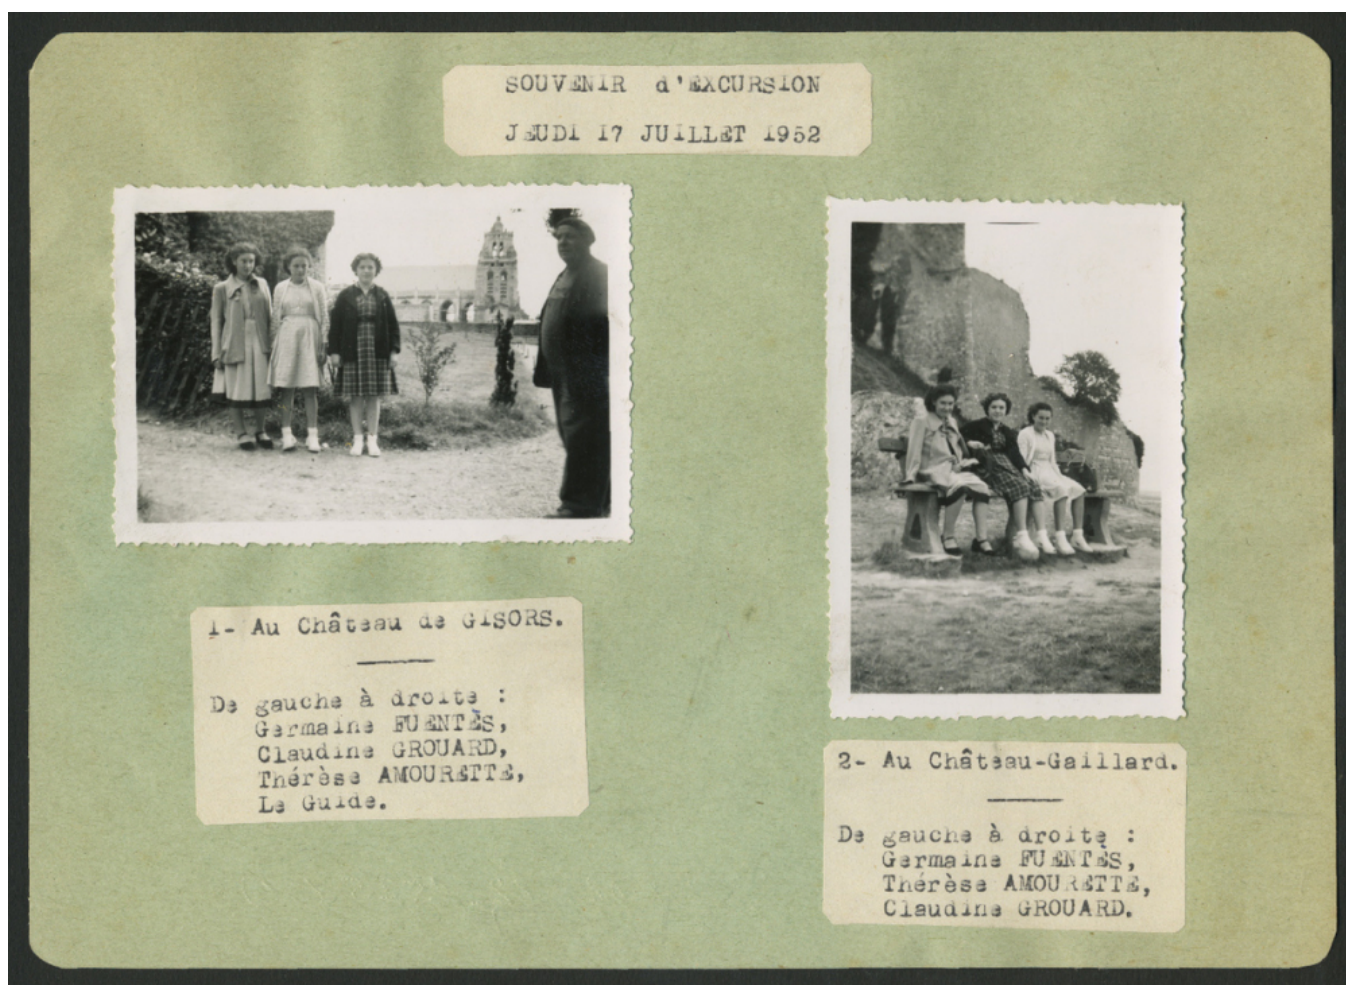 SOUVENIR d'EXCURSION
JEUDI 17 JUILLET 1952
1- Au Château de GISORS.
De gauche à droite :
Germaine FUENTÈS,
Claudine GROUARD,
Thérèse AMOURETTE,
Le Guide.
2- Au Château-Gaillard.
De gauche à droite :
Germaine FUENTÈS,
Thérèse AMOURETTE,
Claudine GROUARD.